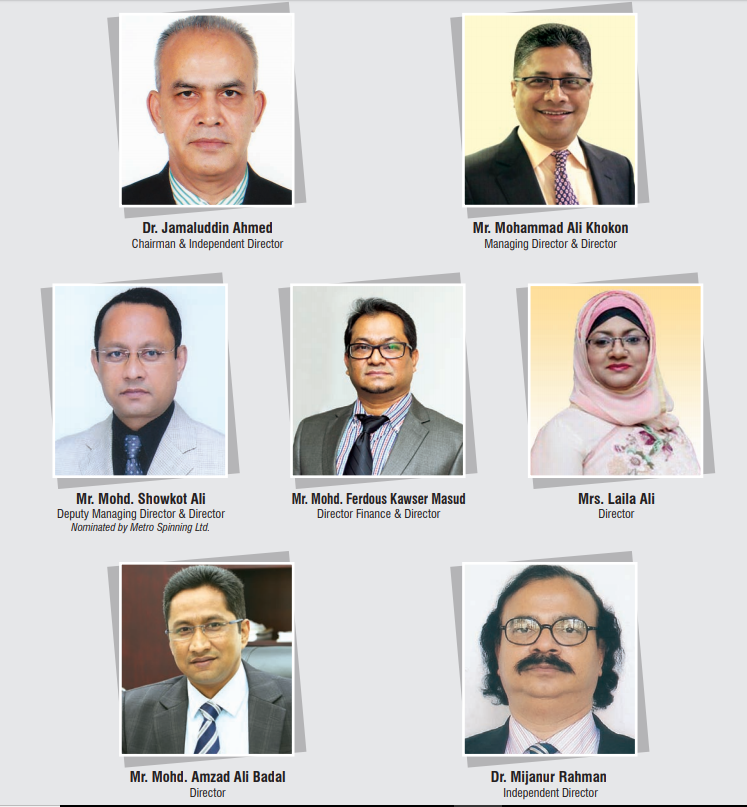 Dr. Jamaluddin Ahmed
Chairman & Independent Director
Mr. Mohammad Ali Khokon
Managing Director & Director
Mr. Mohd. Showkot Ali
Deputy Managing Director & Director
Nominated by Metro Spinning Ltd.
Mr. Mohd. Ferdous Kawser Masud
Director Finance & Director
Mrs. Laila Ali
Director
Mr. Mohd. Amzad Ali Badal
Director
Dr. Mijanur Rahman
Independent Director